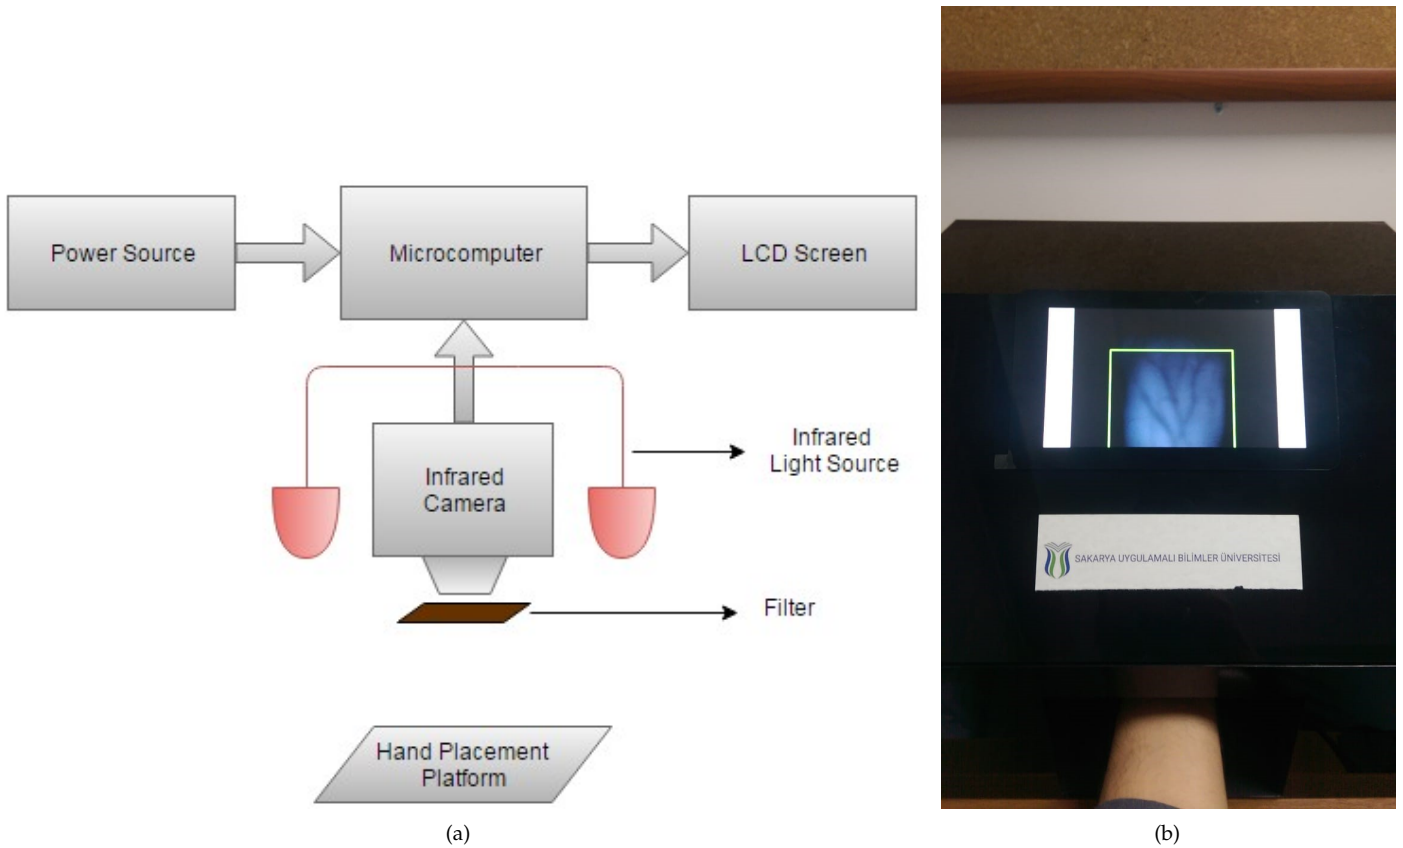 Power Source
Microcomputer
LCD Screen
Infrared
Camera
Infrared
Light Source
Filter
Hand Placement
Platform
(a)
SAKARYA UYGULAMALI BİLİMLER ÜNİVERSİTESİ
(b)